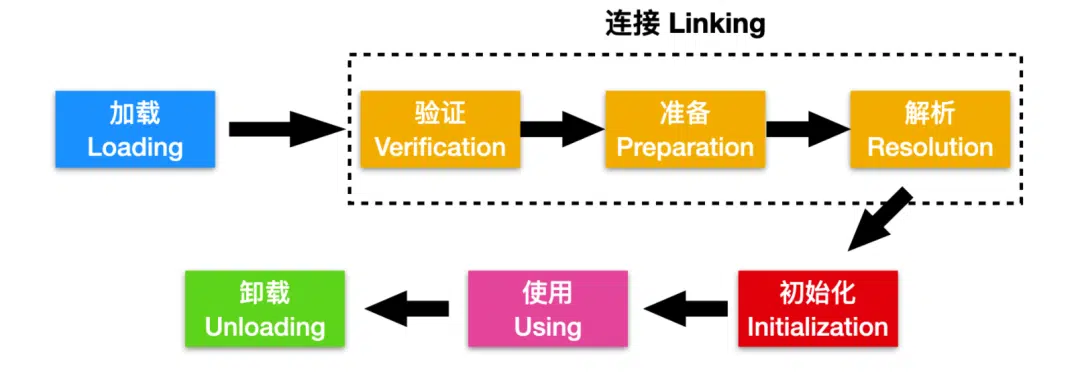 连接 Linking
加载
Loading
验证
Verification
准备
Preparation
解析
Resolution
初始化
Initialization
使用
Using
卸载
Unloading